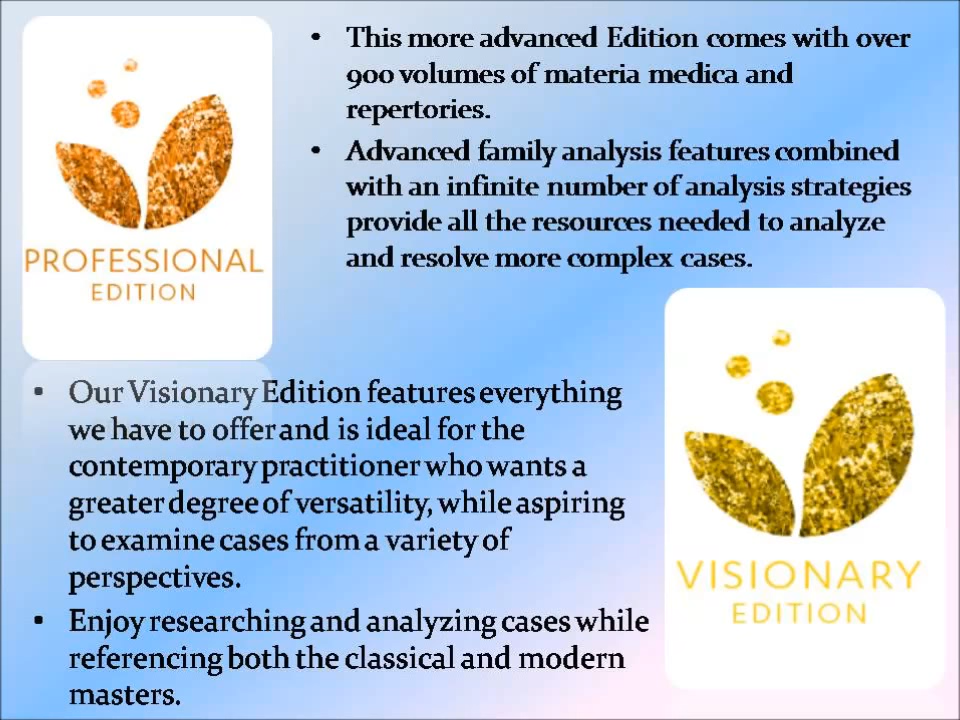 • This more advanced Edition comes with over
900 volumes of materia medica and
repertories.
• Advanced family analysis features combined
with an infinite number of analysis strategies
provide all the resources needed to analyze
and resolve more complex cases.
PROFESSIONAL
EDITION
• Our Visionary Edition features everything
we have to offer and is ideal for the
contemporary practitioner who wants a
greater degree of versatility, while aspiring
to examine cases from a variety of
perspectives.
• Enjoy researching and analyzing cases while
referencing both the classical and modern
masters.
VISIONARY
EDITION